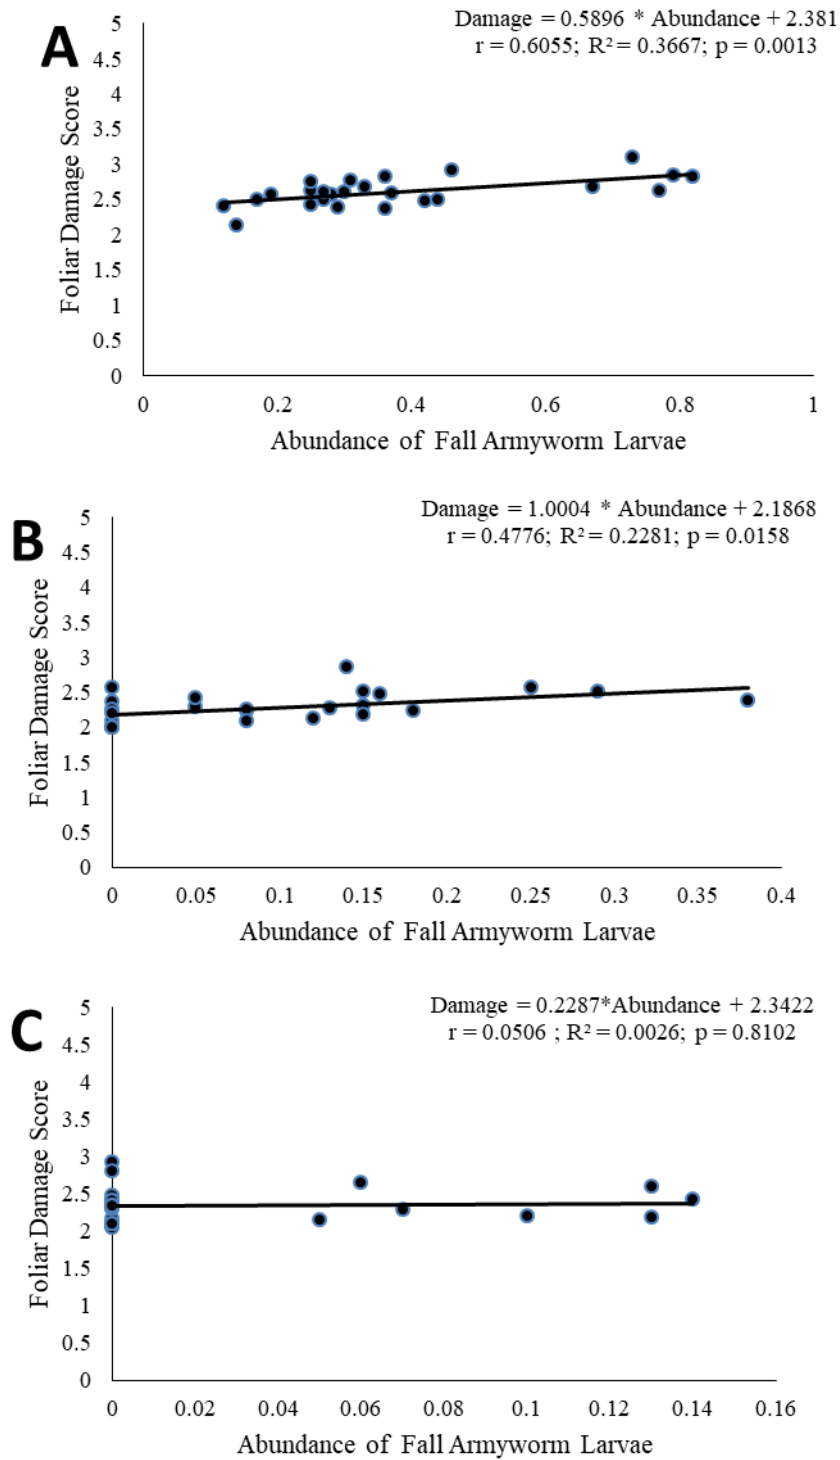 A
Damage = 0.5896 * Abundance + 2.381
r = 0.6055; R² = 0.3667; p = 0.0013
Foliar Damage Score
5
4.5
4
3.5
3
2.5
2
1.5
1
0.5
0
0 0.2 0.4 0.6 0.8 1
Abundance of Fall Armyworm Larvae
B
Damage = 1.0004 * Abundance + 2.1868
r = 0.4776; R² = 0.2281; p = 0.0158
Foliar Damage Score
5
4.5
4
3.5
3
2.5
2
1.5
1
0.5
0
0 0.05 0.1 0.15 0.2 0.25 0.3 0.35 0.4
Abundance of Fall Armyworm Larvae
C
Damage = 0.2287*Abundance + 2.3422
r = 0.0506 ; R² = 0.0026; p = 0.8102
Foliar Damage Score
5
4.5
4
3.5
3
2.5
2
1.5
1
0.5
0
0 0.02 0.04 0.06 0.08 0.1 0.12 0.14 0.16
Abundance of Fall Armyworm Larvae